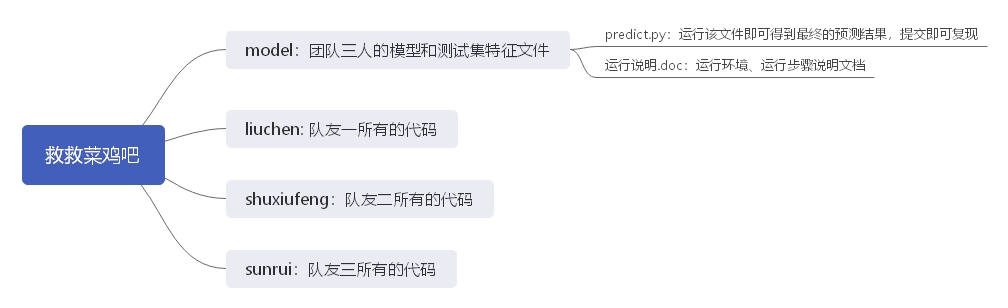 救救菜鸡吧
model：团队三人的模型和测试集特征文件
predict.py：运行该文件即可得到最终的预测结果，提交即可复现
运行说明.doc：运行环境、运行步骤说明文档
liuchen: 队友一所有的代码
shuxiufeng：队友二所有的代码
sunrui：队友三所有的代码